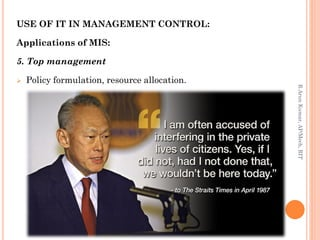 USE OF IT IN MANAGEMENT CONTROL:
Applications of MIS:
5. Top management
Policy formulation, resource allocation.
“I am often accused of
interfering in the private
lives of citizens. Yes, if I
did not, had I not done that,
we wouldn’t be here today.”
- to The Straits Times in April 1987
B.Arun Kumar, AP/Mech, RIT